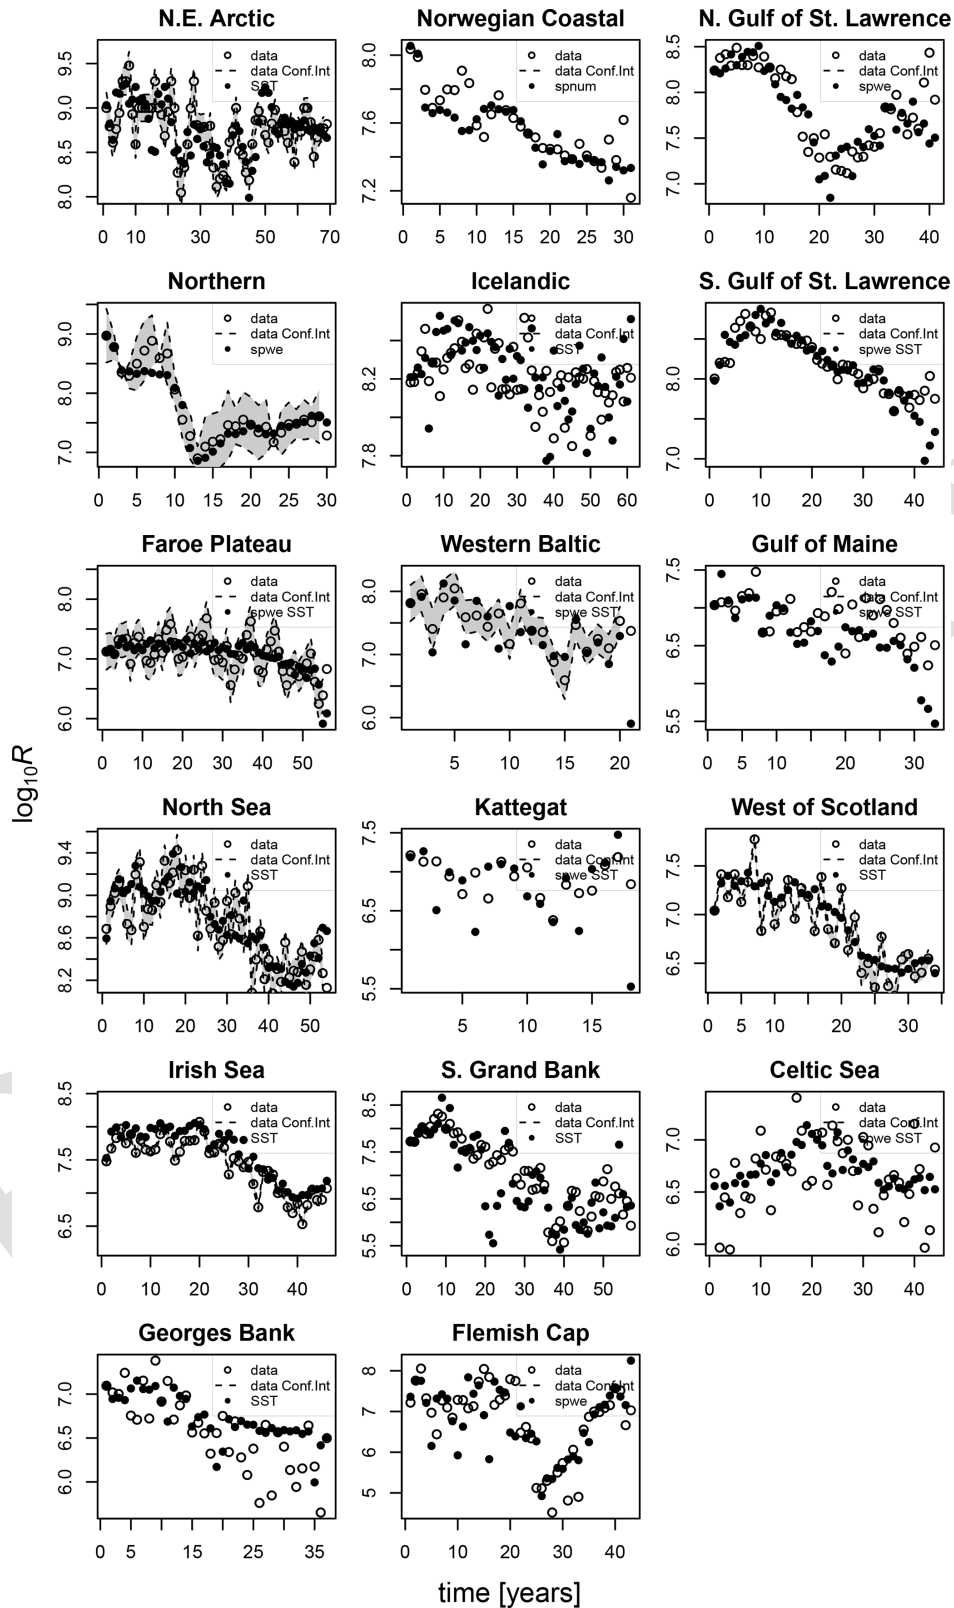 N.E. Arctic
9.5
9.0
8.5
8.0
data
data Conf.Int
SST
0 10 30 50 70
Norwegian Coastal
8.0
7.6
7.2
data
data Conf.Int
spnum
0 5 10 15 20 25 30
N. Gulf of St. Lawrence
8.5
8.0
7.5
7.0
data
data Conf.Int
spwe
0 10 20 30 40
Northern
9.0
8.0
7.0
data
data Conf.Int
spwe
0 5 10 15 20 25 30
Icelandic
8.2
7.8
data
data Conf.Int
SST
0 10 20 30 40 50 60
S. Gulf of St. Lawrence
8.0
7.0
data
data Conf.Int
spwe SST
0 10 20 30 40
Faroe Plateau
8.0
7.0
6.0
data
data Conf.Int
spwe SST
0 10 20 30 40 50
Western Baltic
8.0
7.0
6.0
data
data Conf.Int
spwe SST
5 10 15 20
Gulf of Maine
7.5
6.5
5.5
data
data Conf.Int
spwe SST
0 10 20 30
log10R
North Sea
9.4
9.0
8.6
8.2
data
data Conf.Int
SST
0 10 20 30 40 50
Kattegat
7.5
6.5
5.5
data
data Conf.Int
spwe SST
5 10 15
West of Scotland
7.5
7.0
6.5
data
data Conf.Int
SST
0 5 10 20 30
Irish Sea
8.5
7.5
6.5
data
data Conf.Int
SST
0 10 20 30 40
S. Grand Bank
8.5
7.5
6.5
5.5
data
data Conf.Int
SST
0 10 20 30 40 50
Celtic Sea
7.0
6.5
6.0
data
data Conf.Int
spwe SST
0 10 20 30 40
Georges Bank
7.0
6.5
6.0
data
data Conf.Int
SST
0 5 15 25 35
Flemish Cap
8
7
6
5
data
data Conf.Int
spwe
0 10 20 30 40
time [years]